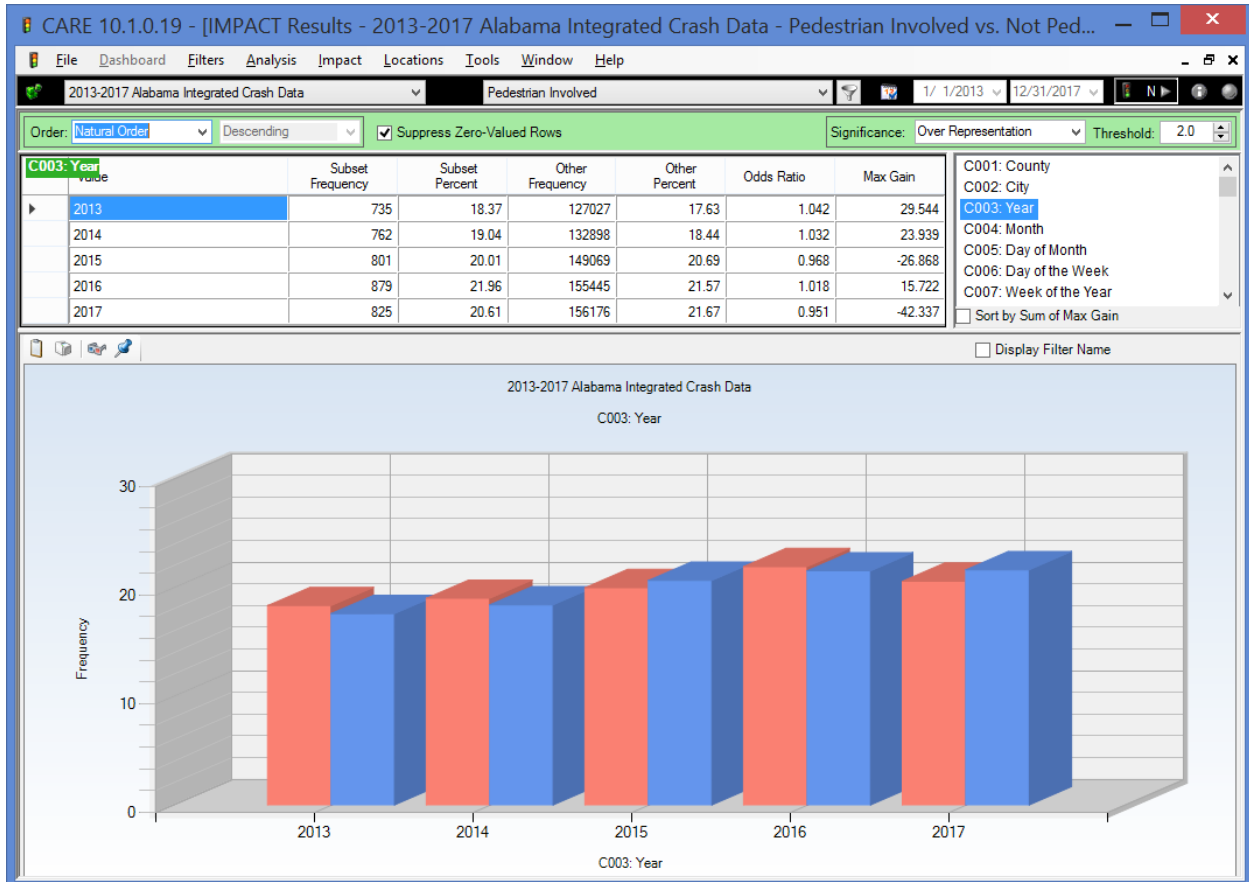 CARE 10.1.0.19 - [IMPACT Results - 2013-2017 Alabama Integrated Crash Data - Pedestrian Involved vs. Not Ped...
File Dashboard Filters Analysis Impact Locations Tools Window Help
2013-2017 Alabama Integrated Crash Data Pedestrian Involved 1/ 1/2013 12/31/2017 N
Order: Natural Order Descending Suppress Zero-Valued Rows Significance: Over Representation Threshold: 2.0
C003: Year
Subset Frequency Subset Percent Other Frequency Other Percent Odds Ratio Max Gain
2013 735 18.37 127027 17.63 1.042 29.544
2014 762 19.04 132898 18.44 1.032 23.939
2015 801 20.01 149069 20.69 0.968 -26.868
2016 879 21.96 155445 21.57 1.018 15.722
2017 825 20.61 156176 21.67 0.951 -42.337
C001: County
C002: City
C003: Year
C004: Month
C005: Day of Month
C006: Day of the Week
C007: Week of the Year
Sort by Sum of Max Gain
Display Filter Name
2013-2017 Alabama Integrated Crash Data
C003: Year
Frequency
30
20
10
0
2013 2014 2015 2016 2017
C003: Year